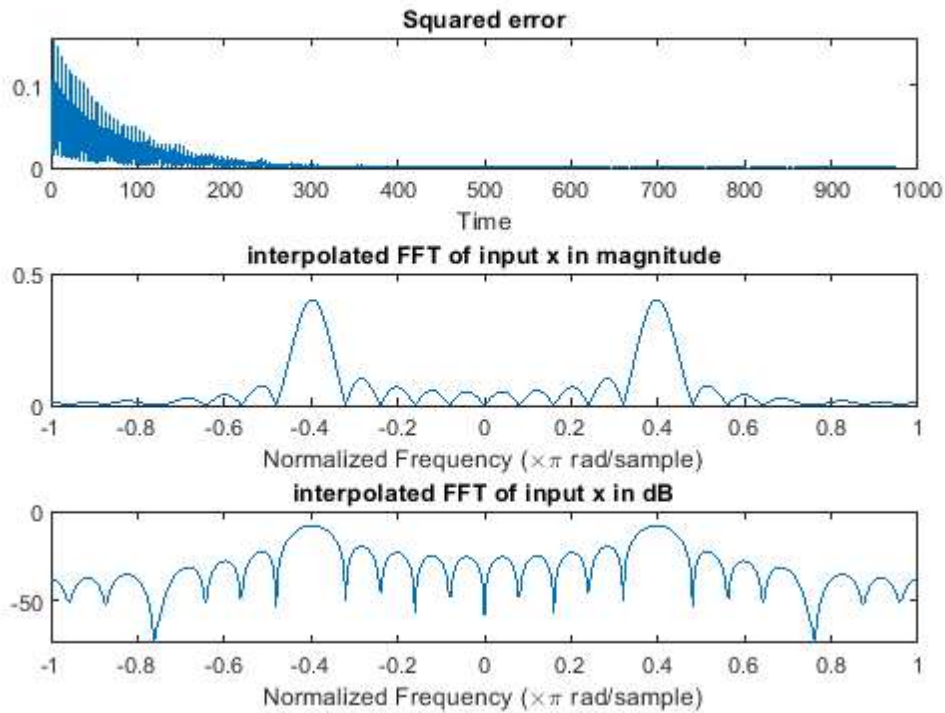 Squared error
0.1
0
0 100 200 300 400 500 600 700 800 900 1000
Time
interpolated FFT of input x in magnitude
0.5
0
-1 -0.8 -0.6 -0.4 -0.2 0 0.2 0.4 0.6 0.8 1
Normalized Frequency (×π rad/sample)
interpolated FFT of input x in dB
0
-50
-1 -0.8 -0.6 -0.4 -0.2 0 0.2 0.4 0.6 0.8 1
Normalized Frequency (×π rad/sample)